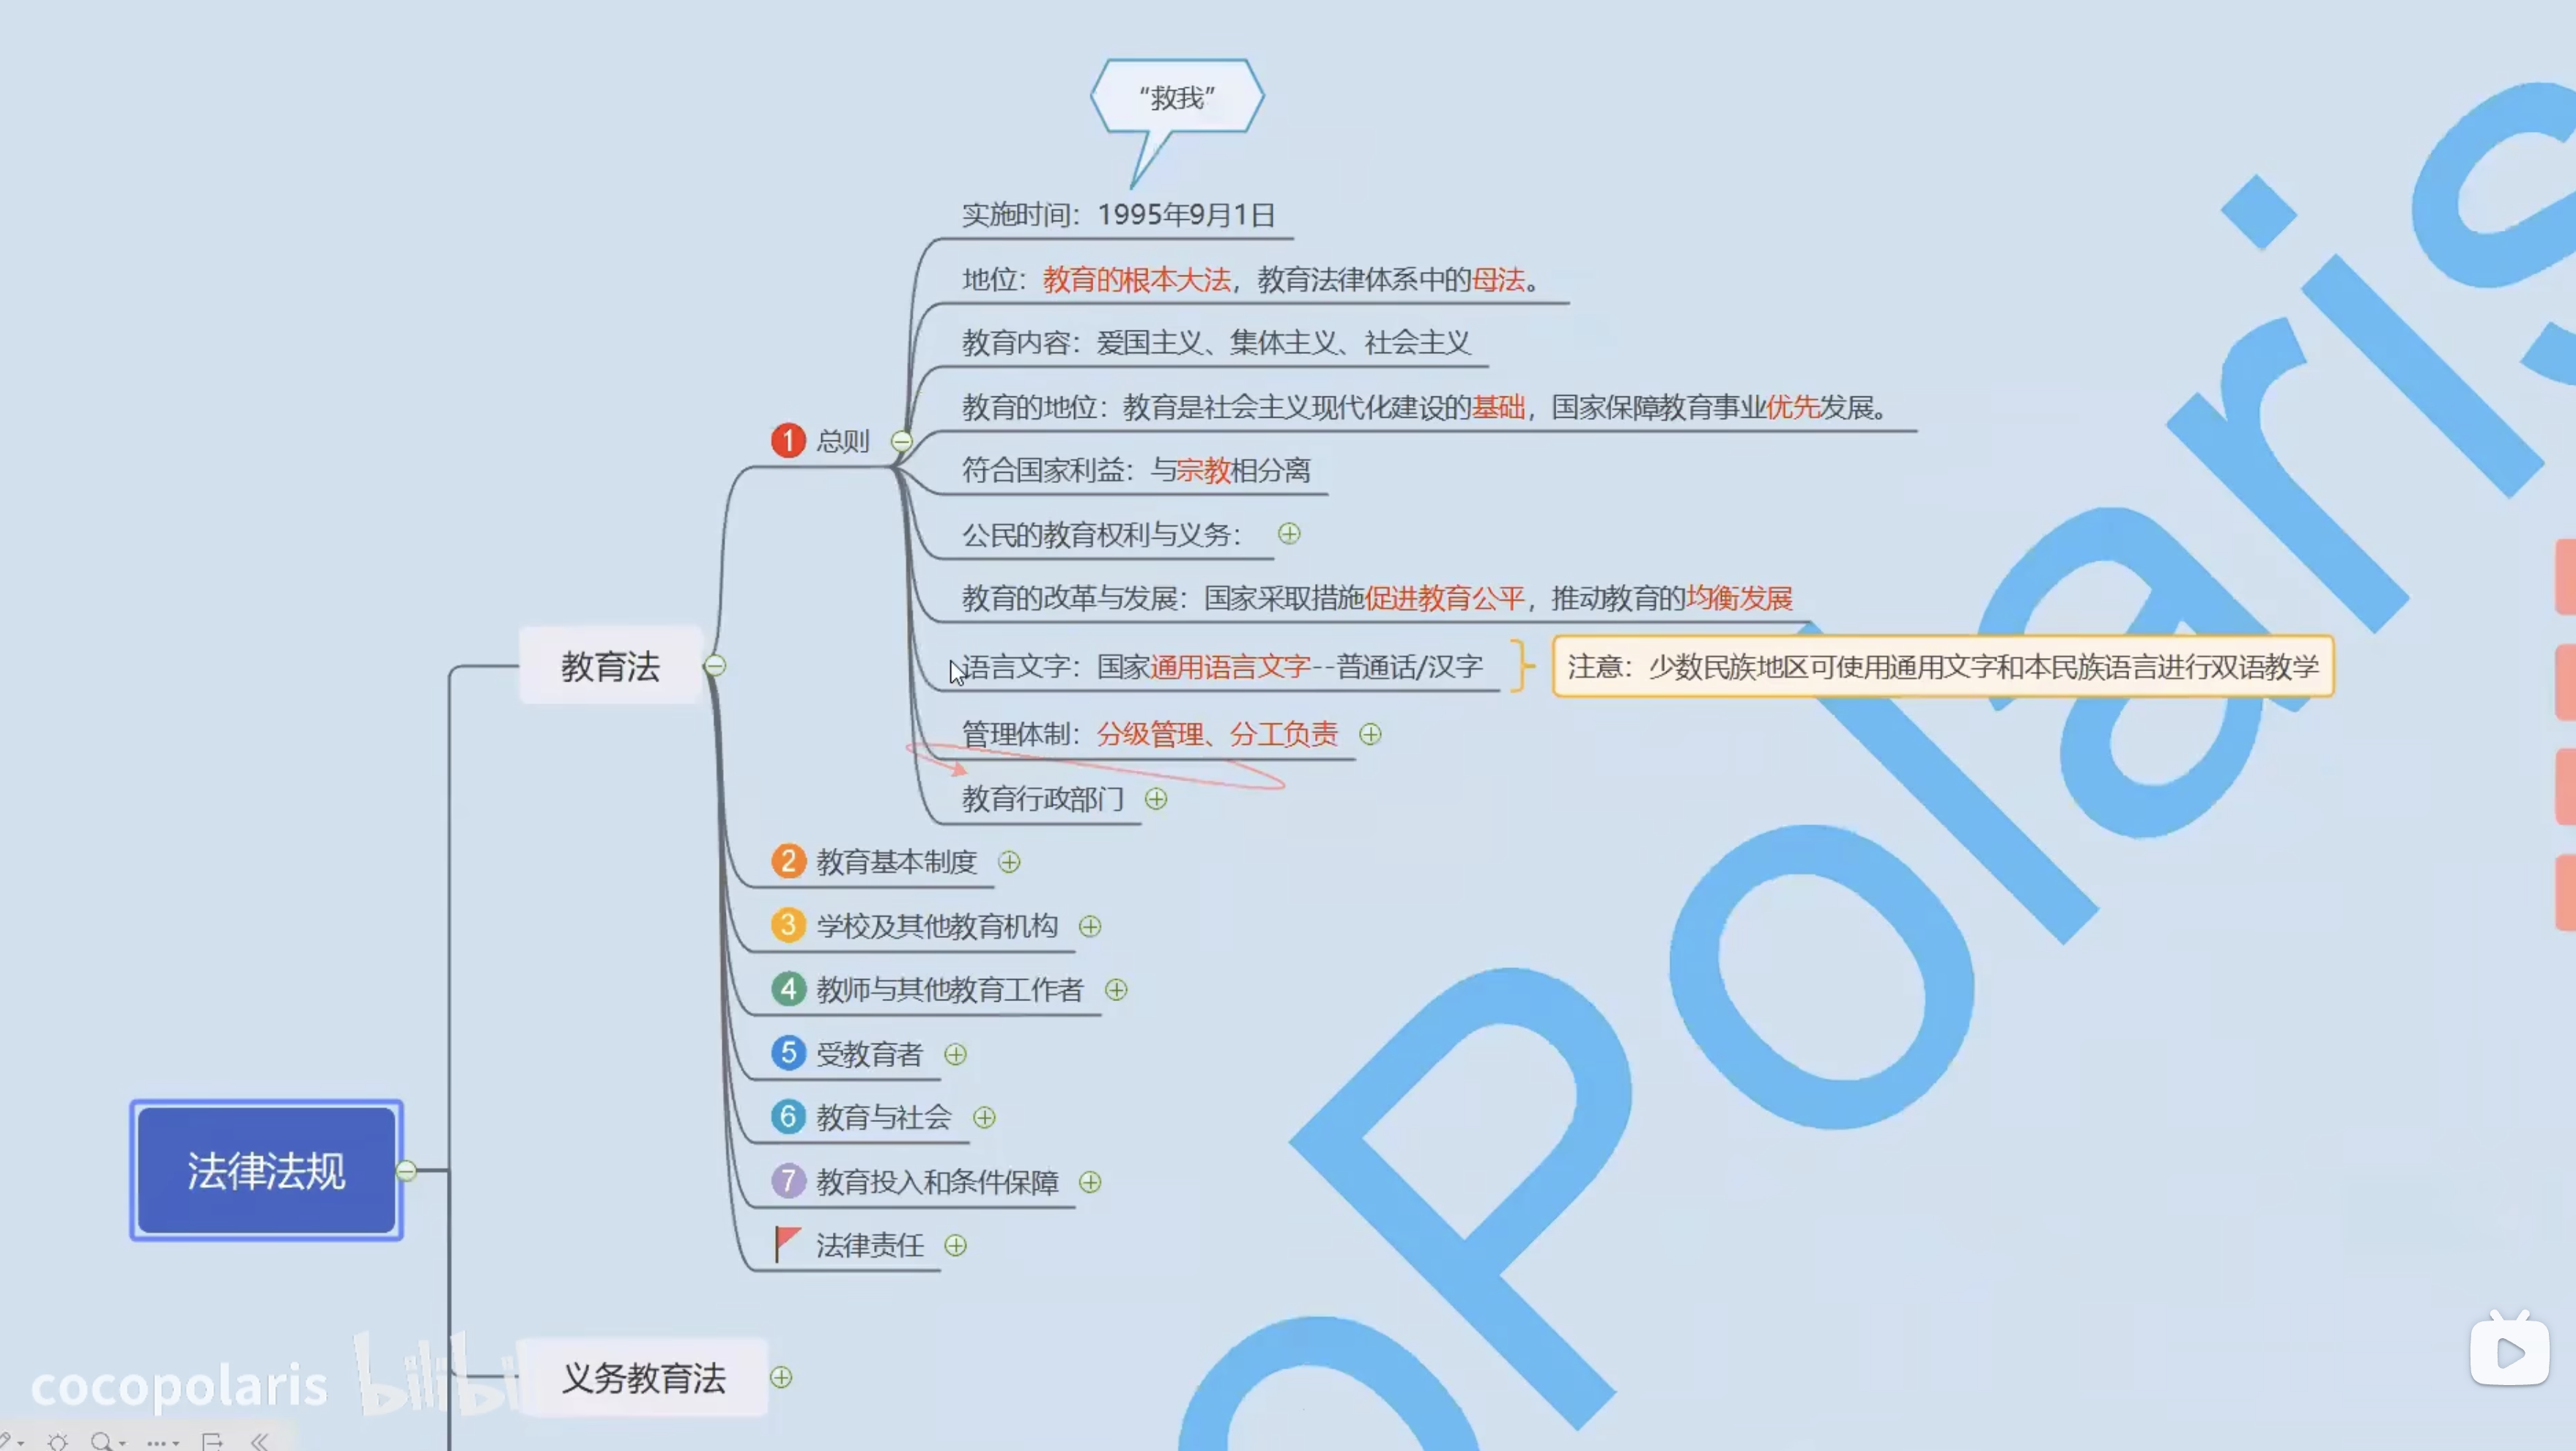 “救我”
实施时间：1995年9月1日
地位：教育的根本大法，教育法律体系中的母法。
教育内容：爱国主义、集体主义、社会主义
教育的地位：教育是社会主义现代化建设的基础，国家保障教育事业优先发展。
1 总则
符合国家利益：与宗教相分离
公民的教育权利与义务：
教育的改革与发展：国家采取措施促进教育公平，推动教育的均衡发展
教育法
语言文字：国家通用语言文字--普通话/汉字
注意：少数民族地区可使用通用文字和本民族语言进行双语教学
管理体制：分级管理、分工负责
教育行政部门
2 教育基本制度
3 学校及其他教育机构
4 教师与其他教育工作者
5 受教育者
6 教育与社会
7 教育投入和条件保障
法律责任
法律法规
义务教育法
cocopolaris bilibi
oPolaris